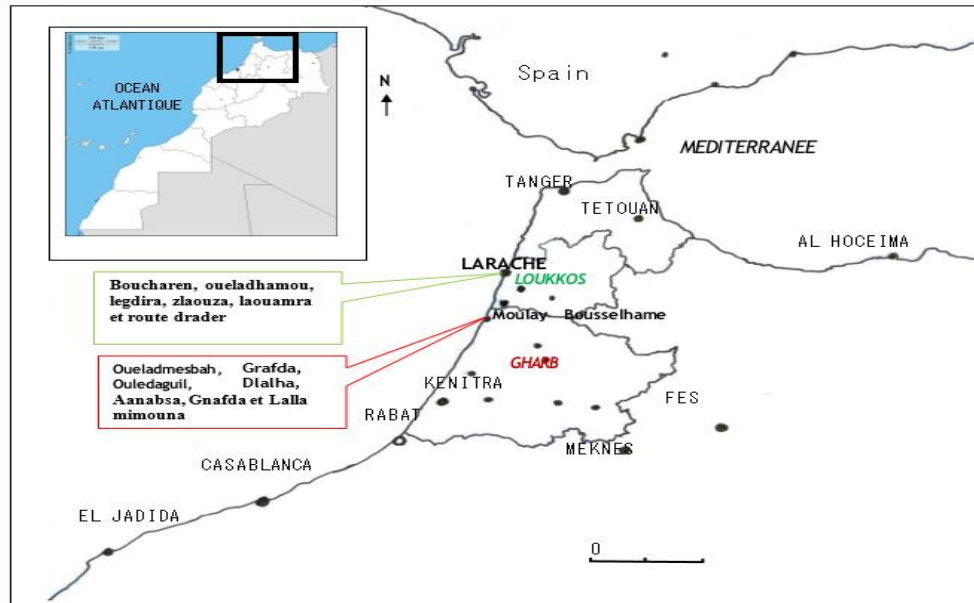 OCEAN
ATLANTIQUE
N
Spain
MEDITERRANEE
TANGER
TETOUAN
AL HOCEIMA
LARACHE
LOUKKOS
Boucharen, oueladhamou,
legdira, zlaouza, laouamra
et route drader
Moulay Bousselhame
Oueladmesbah, Grafda,
Ouledaguil, Dlalha,
Aanabsa, Gnafda et Lalla
mimouna
GHARB
KENITRA
FES
RABAT
MEKNES
CASABLANCA
EL JADIDA
0